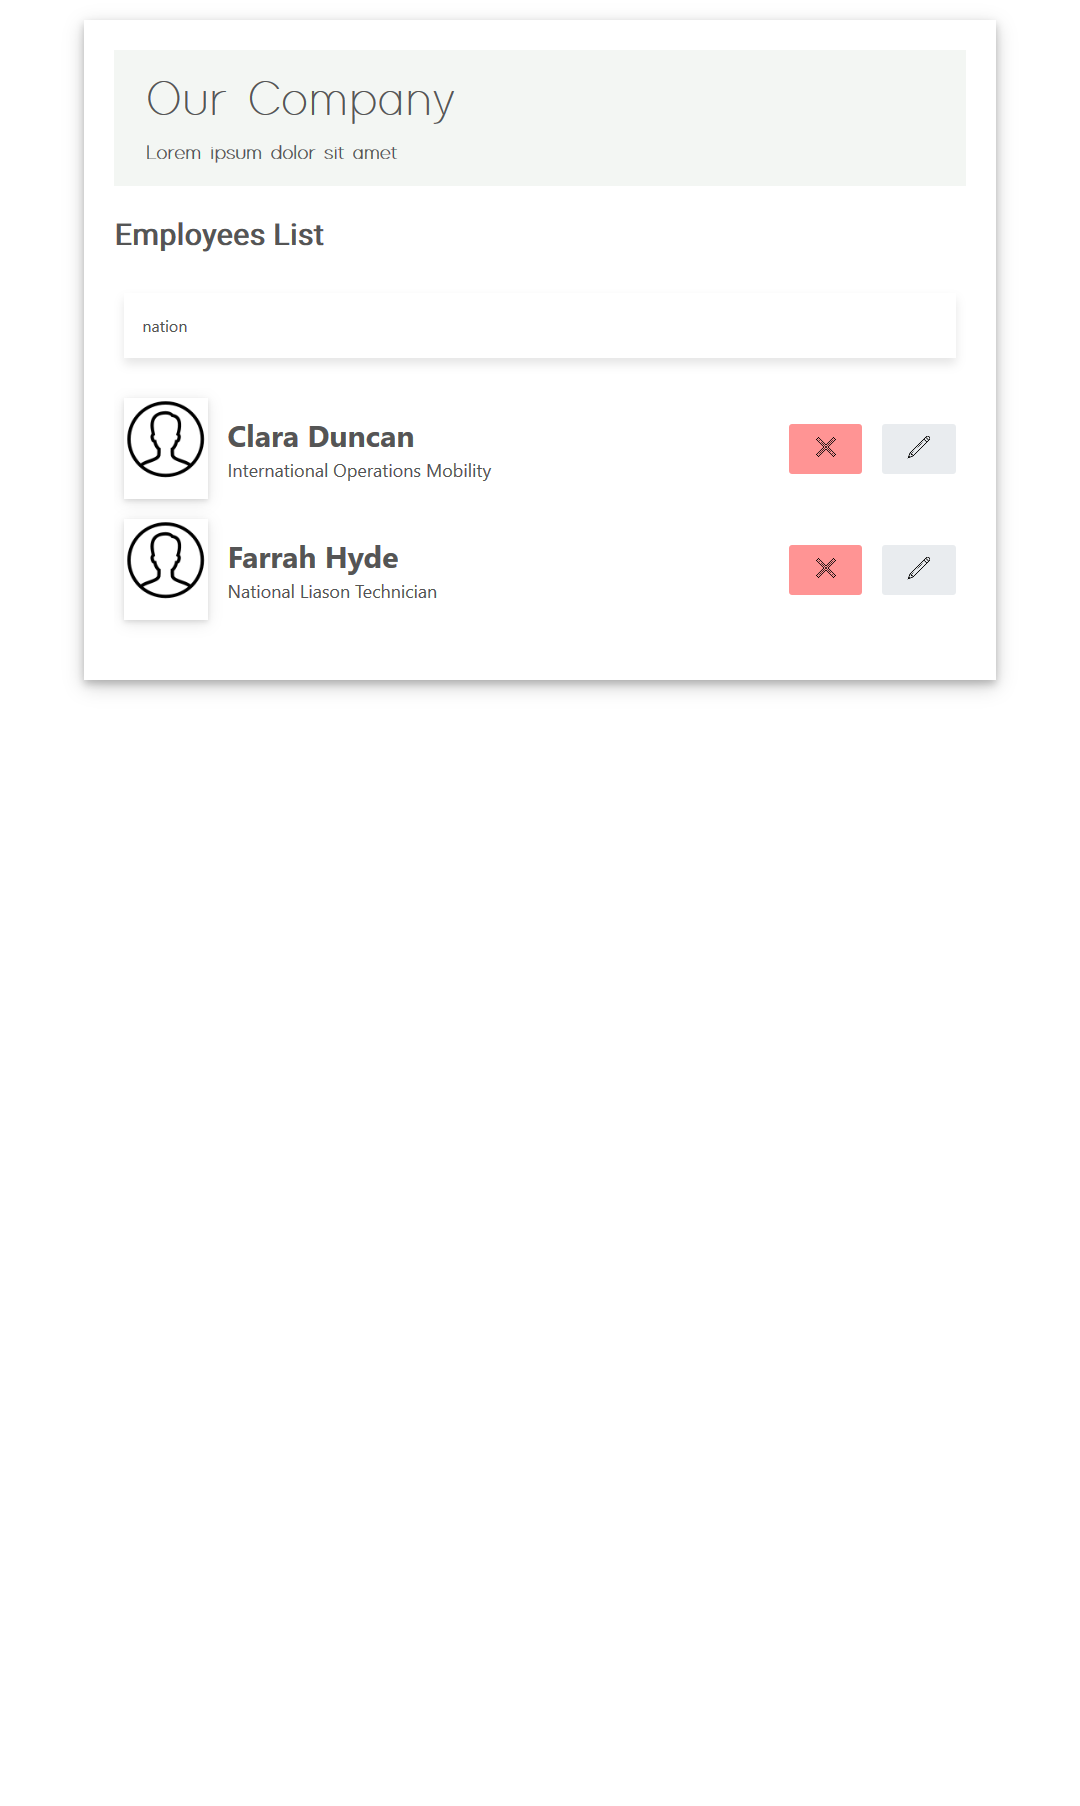 Our Company
Lorem ipsum dolor sit amet
Employees List
nation
Clara Duncan
International Operations Mobility
Farrah Hyde
National Liason Technician